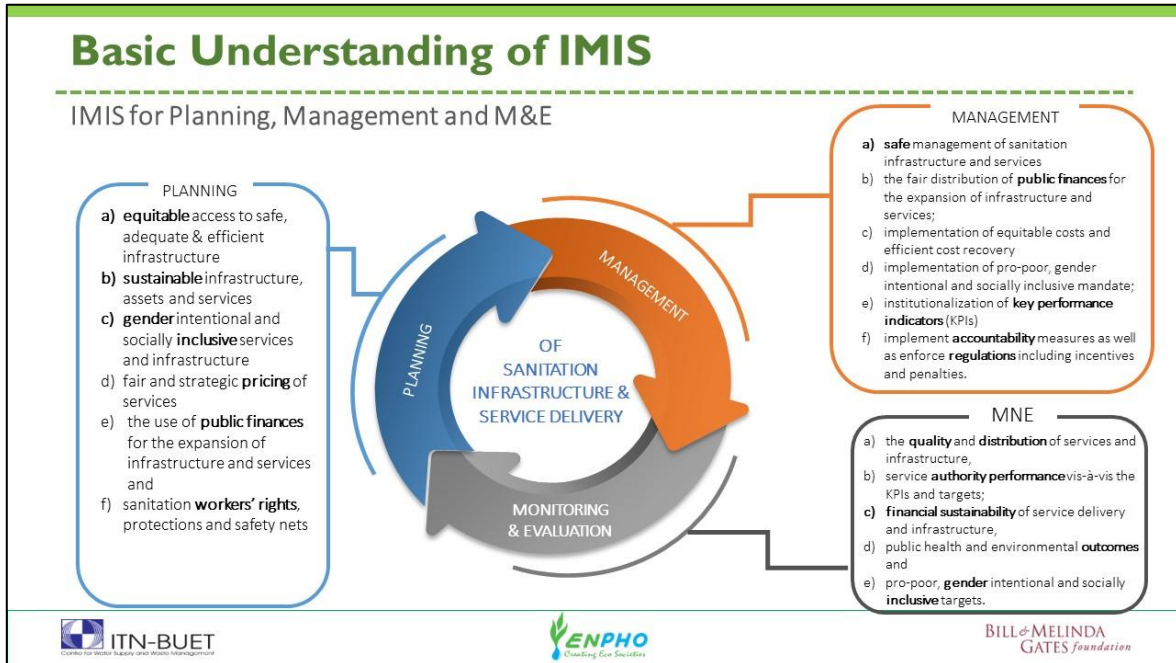 Basic Understanding of IMIS
IMIS for Planning, Management and M&E
PLANNING
a) equitable access to safe,
adequate & efficient
infrastructure
b) sustainable infrastructure,
assets and services
c) gender intentional and
socially inclusive services
and infrastructure
d) fair and strategic pricing of
services
e) the use of public finances
for the expansion of
infrastructure and services
and
f) sanitation workers' rights,
protections and safety nets
PLANNING
MANAGEMENT
MONITORING
& EVALUATION
OF
SANITATION
INFRASTRUCTURE &
SERVICE DELIVERY
MANAGEMENT
a) safe management of sanitation
infrastructure and services
b) the fair distribution of public finances for
the expansion of infrastructure and
services;
c) implementation of equitable costs and
efficient cost recovery
d) implementation of pro-poor, gender
intentional and socially inclusive mandate;
e) institutionalization of key performance
indicators (KPIs)
f) implement accountability measures as well
as enforce regulations including incentives
and penalties.
MNE
a) the quality and distribution of services and
infrastructure,
b) service authority performance vis-à-vis the
KPIs and targets;
c) financial sustainability of service delivery
and infrastructure,
d) public health and environmental outcomes
and
e) pro-poor, gender intentional and socially
inclusive targets.
ITN-BUET
Centre for Water Supply and Waste Management
ENPHO
Creating Eco Societies
BILL & MELINDA
GATES foundation